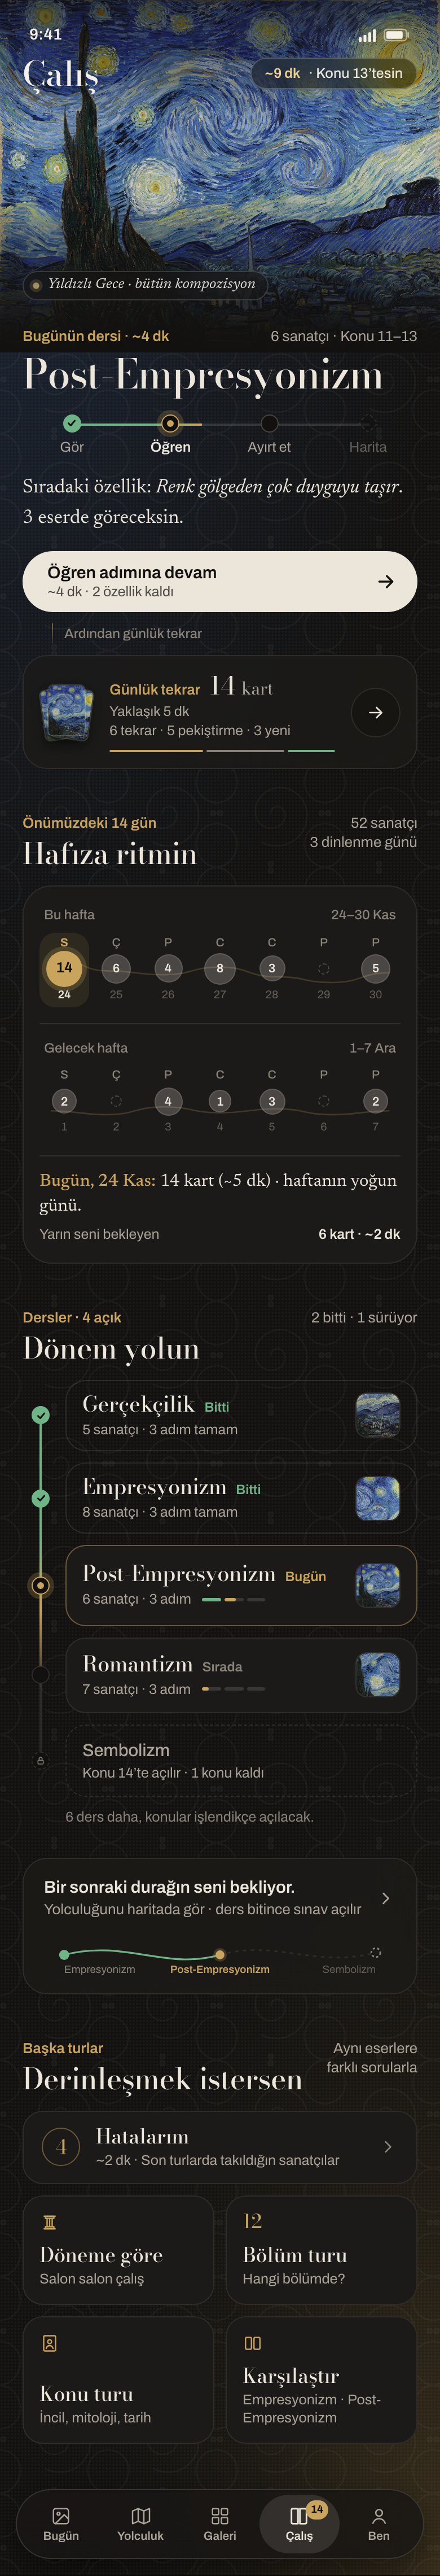 9:41
Çalış
~9 dk · Konu 13'tesin
Yıldızlı Gece · bütün kompozisyon
Bugünün dersi · ~4 dk
6 sanatçı · Konu 11–13
Post-Empresyonizm
Gör
Öğren
Ayırt et
Harita
Sıradaki özellik: Renk gölgeden çok duyguyu taşır.
3 eserde göreceksin.
Öğren adımına devam
~4 dk · 2 özellik kaldı
Ardından günlük tekrar
Günlük tekrar 14 kart
Yaklaşık 5 dk
6 tekrar · 5 pekiştirme · 3 yeni
Önümüzdeki 14 gün
52 sanatçı
3 dinlenme günü
Hafıza ritmin
Bu hafta
24–30 Kas
S Ç P C C P P
14 6 4 8 3 5
24 25 26 27 28 29 30
Gelecek hafta
1–7 Ara
S Ç P C C P P
2 4 1 3 2
1 2 3 4 5 6 7
Bugün, 24 Kas: 14 kart (~5 dk) · haftanın yoğun
günü.
Yarın seni bekleyen
6 kart · ~2 dk
Dersler · 4 açık
2 bitti · 1 sürüyor
Dönem yolun
Gerçekçilik Bitti
5 sanatçı · 3 adım tamam
Empresyonizm Bitti
8 sanatçı · 3 adım tamam
Post-Empresyonizm Bugün
6 sanatçı · 3 adım
Romantizm Sırada
7 sanatçı · 3 adım
Sembolizm
Konu 14'te açılır · 1 konu kaldı
6 ders daha, konular işlendikçe açılacak.
Bir sonraki durağın seni bekliyor.
Yolculuğunu haritada gör · ders bitince sınav açılır
Empresyonizm
Post-Empresyonizm
Sembolizm
Başka turlar
Aynı eserlere
farklı sorularla
Derinleşmek istersen
4
Hatalarım
~2 dk · Son turlarda takıldığın sanatçılar
Döneme göre
Salon salon çalış
12
Bölüm turu
Hangi bölümde?
Konu turu
İncil, mitoloji, tarih
Karşılaştır
Empresyonizm · Post-
Empresyonizm
14
Bugün
Yolculuk
Galeri
Çalış
Ben